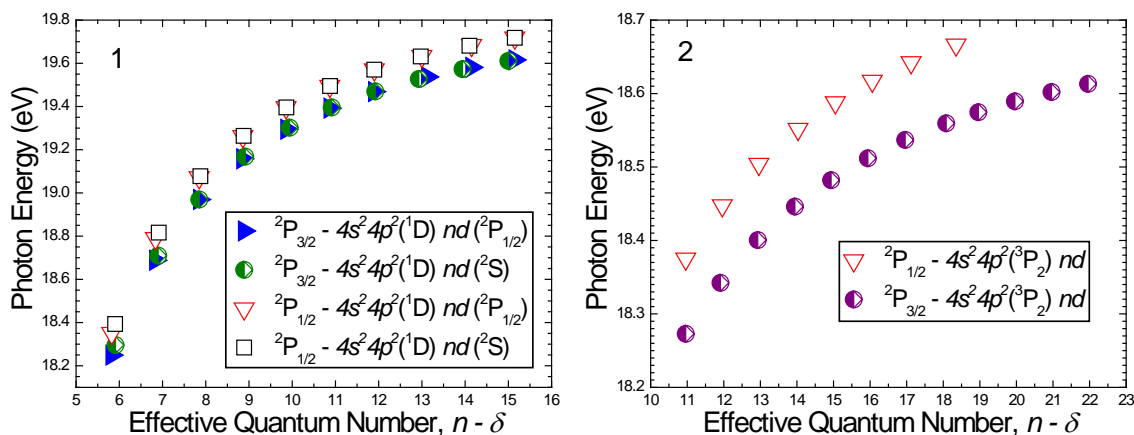 1
Photon Energy (eV)
19.8
19.6
19.4
19.2
19.0
18.8
18.6
18.4
18.2
5 6 7 8 9 10 11 12 13 14 15 16
Effective Quantum Number, n - δ
²P₃/₂ - 4s²4p²(¹D) nd (²P₁/₂)
²P₃/₂ - 4s²4p²(¹D) nd (²S)
²P₁/₂ - 4s²4p²(¹D) nd (²P₁/₂)
²P₁/₂ - 4s²4p²(¹D) nd (²S)
2
Photon Energy (eV)
18.7
18.6
18.5
18.4
18.3
18.2
10 11 12 13 14 15 16 17 18 19 20 21 22 23
Effective Quantum Number, n - δ
²P₁/₂ - 4s²4p²(³P₂) nd
²P₃/₂ - 4s²4p²(³P₂) nd